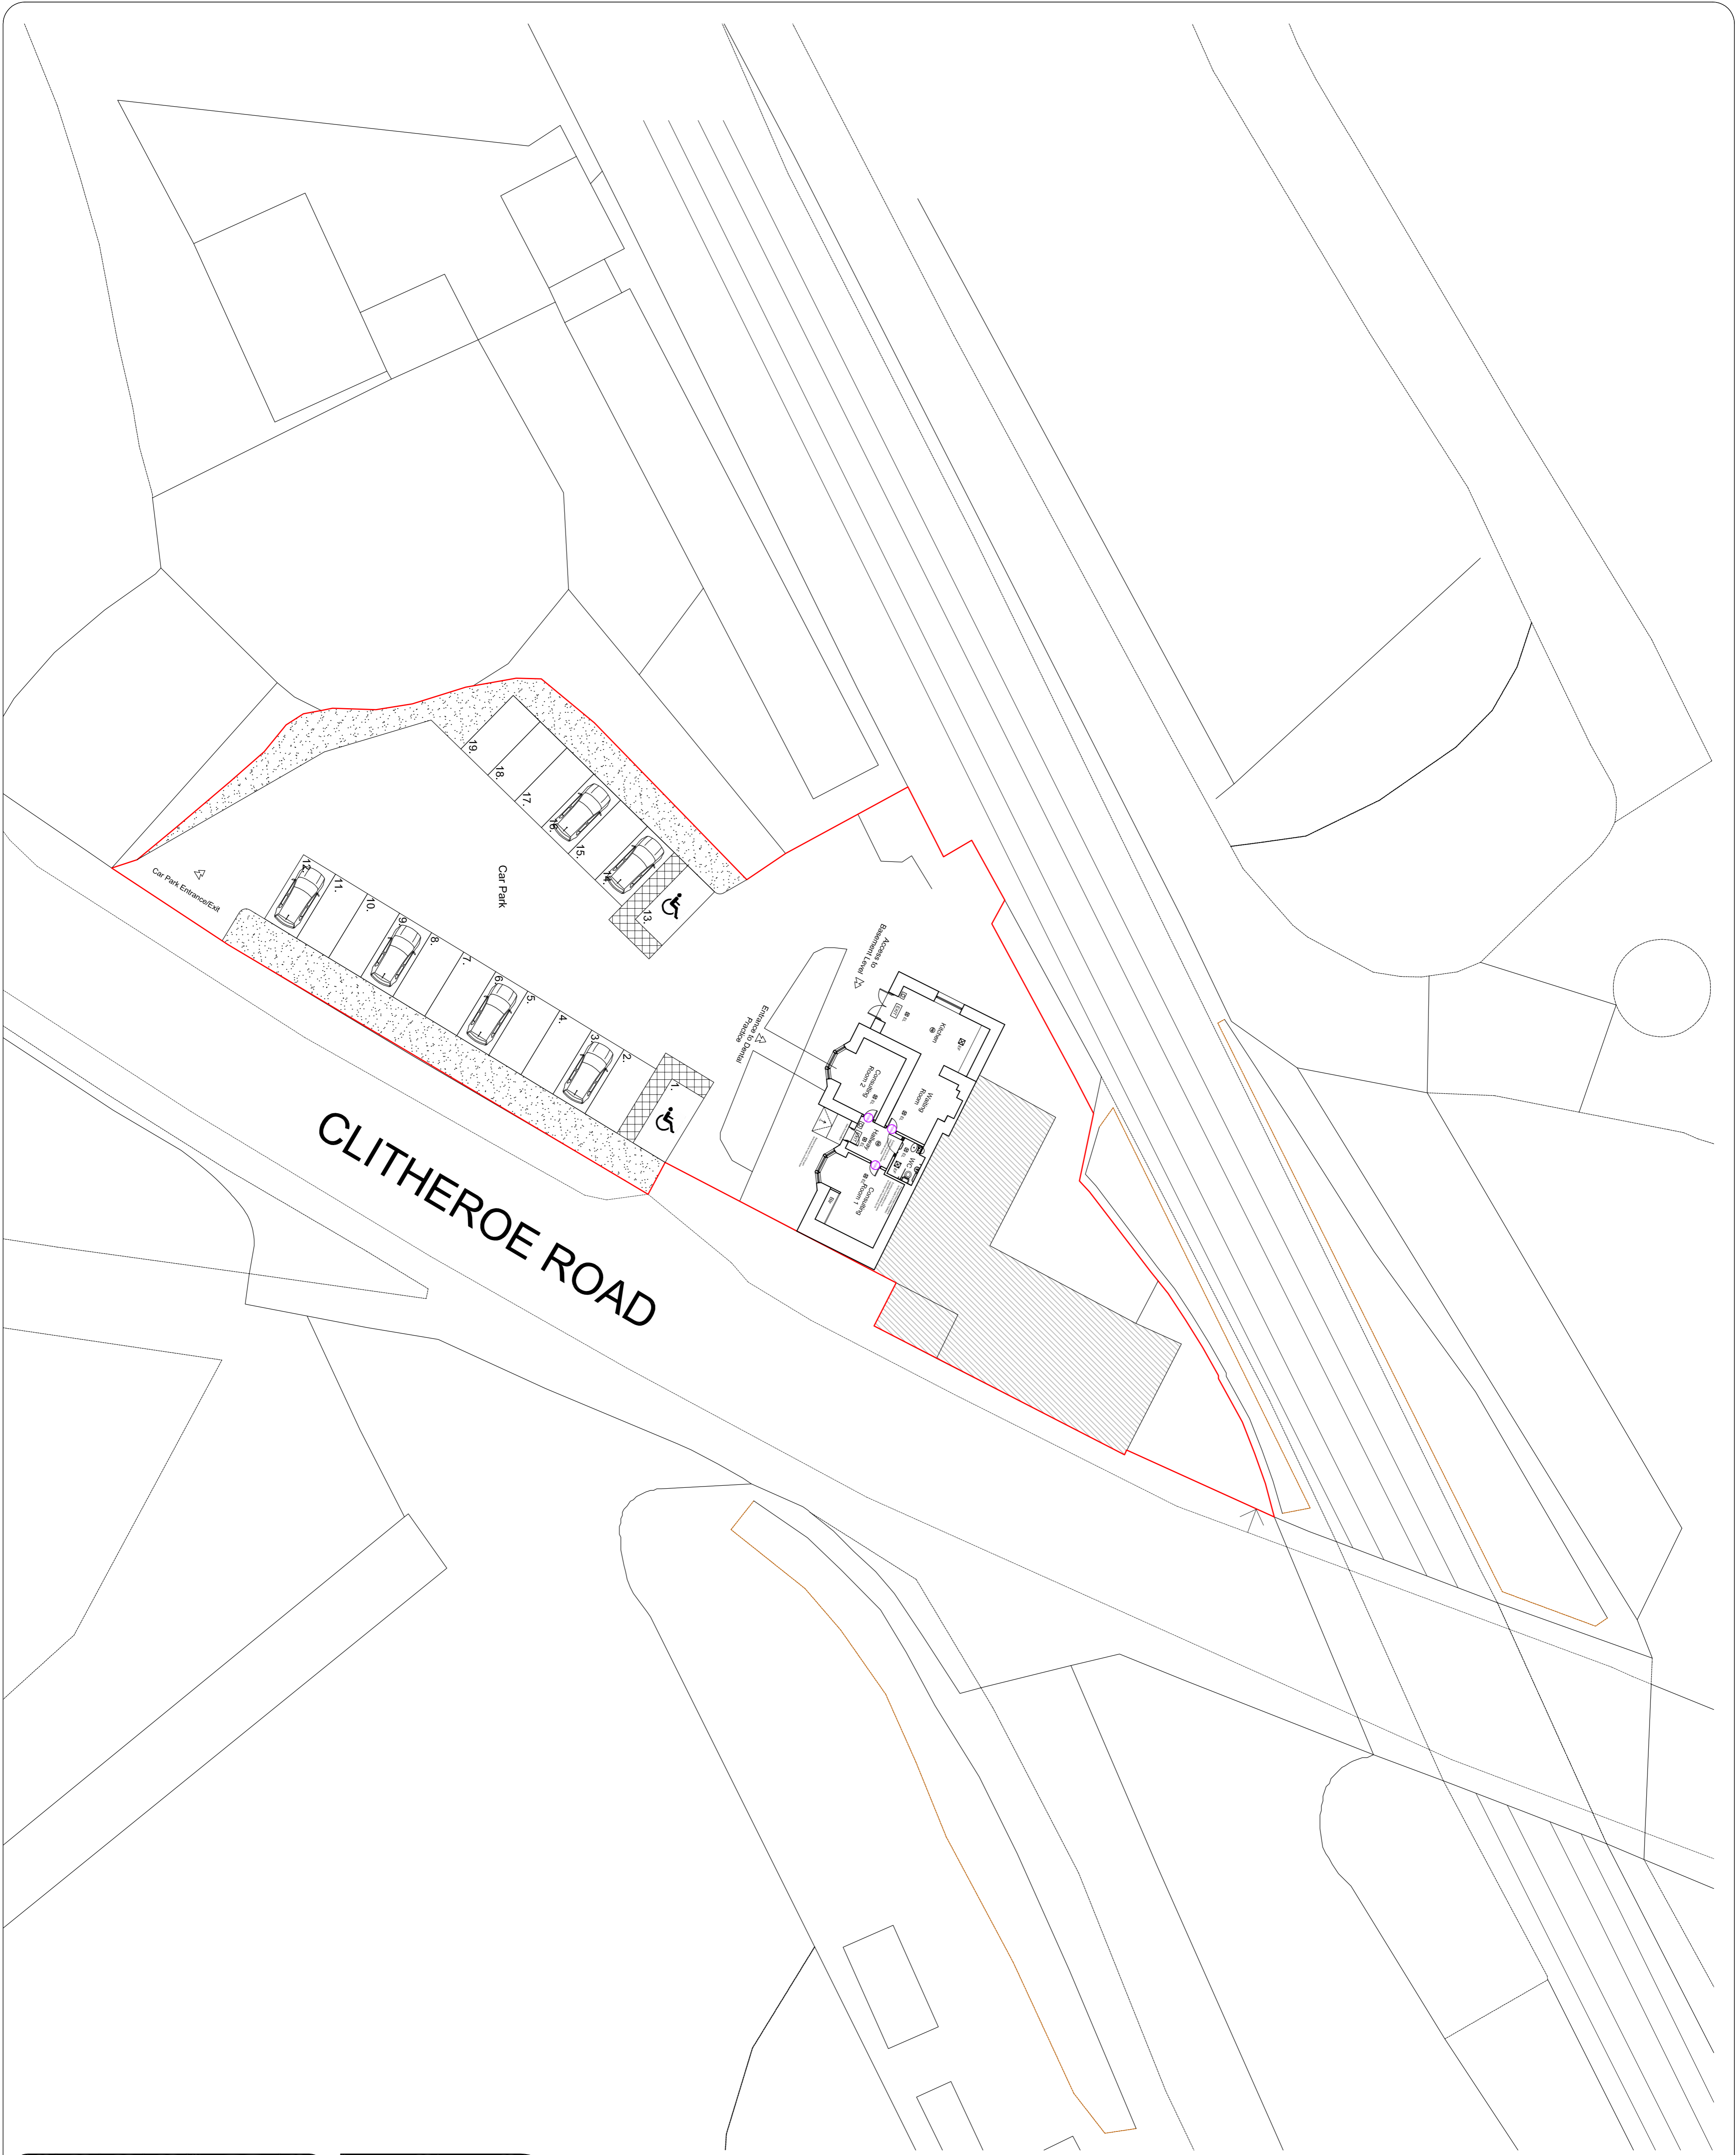 19.
18.
17.
16.
15.
14.
13.
Car Park
Car Park Entrance/Exit
12.
11.
10.
9.
8.
7.
6.
5.
4.
3.
2.
1.
Access to
Basement Level
Entrance to Dental
Practice
Kitchen
Consulting
Room 2
Waiting
Room
Hallway
WC
Consulting
Room 1
CLITHEROE ROAD